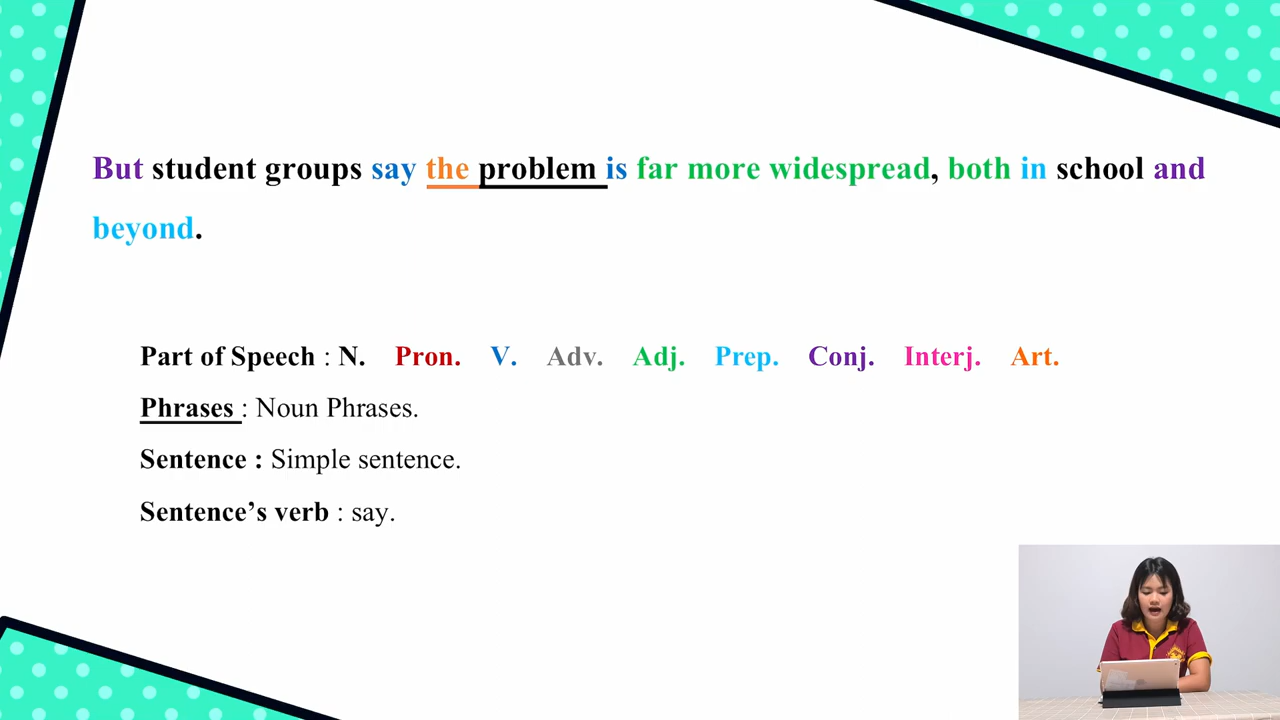 But student groups say the problem is far more widespread, both in school and
beyond.
Part of Speech : N. Pron. V. Adv. Adj. Prep. Conj. Interj. Art.
Phrases : Noun Phrases.
Sentence : Simple sentence.
Sentence’s verb : say.